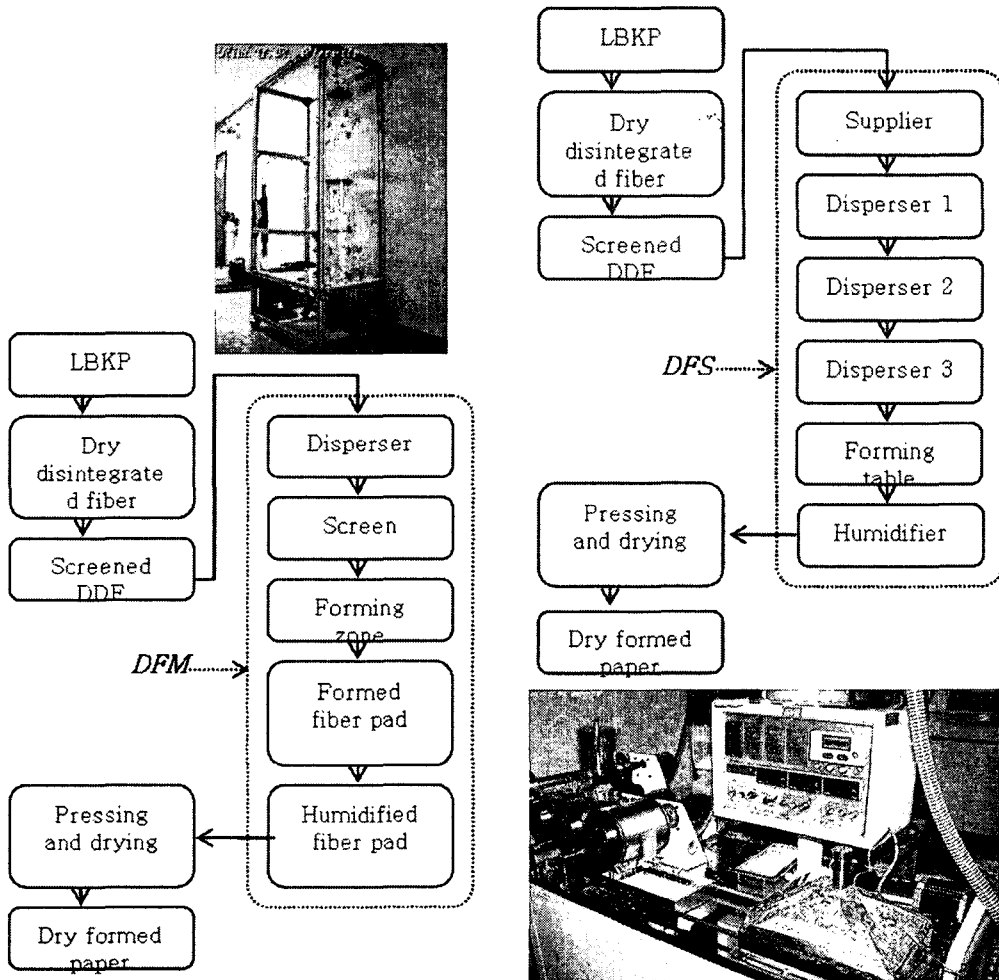 LBKP
Dry
disintegrate
d fiber
Screened
DDF
Disperser
Screen
Forming
zone
DFM
Formed
fiber pad
Humidified
fiber pad
Pressing
and drying
Dry formed
paper
LBKP
Dry
disintegrate
d fiber
Screened
DDF
Supplier
Disperser 1
Disperser 2
Disperser 3
DFS
Forming
table
Humidifier
Pressing
and drying
Dry formed
paper